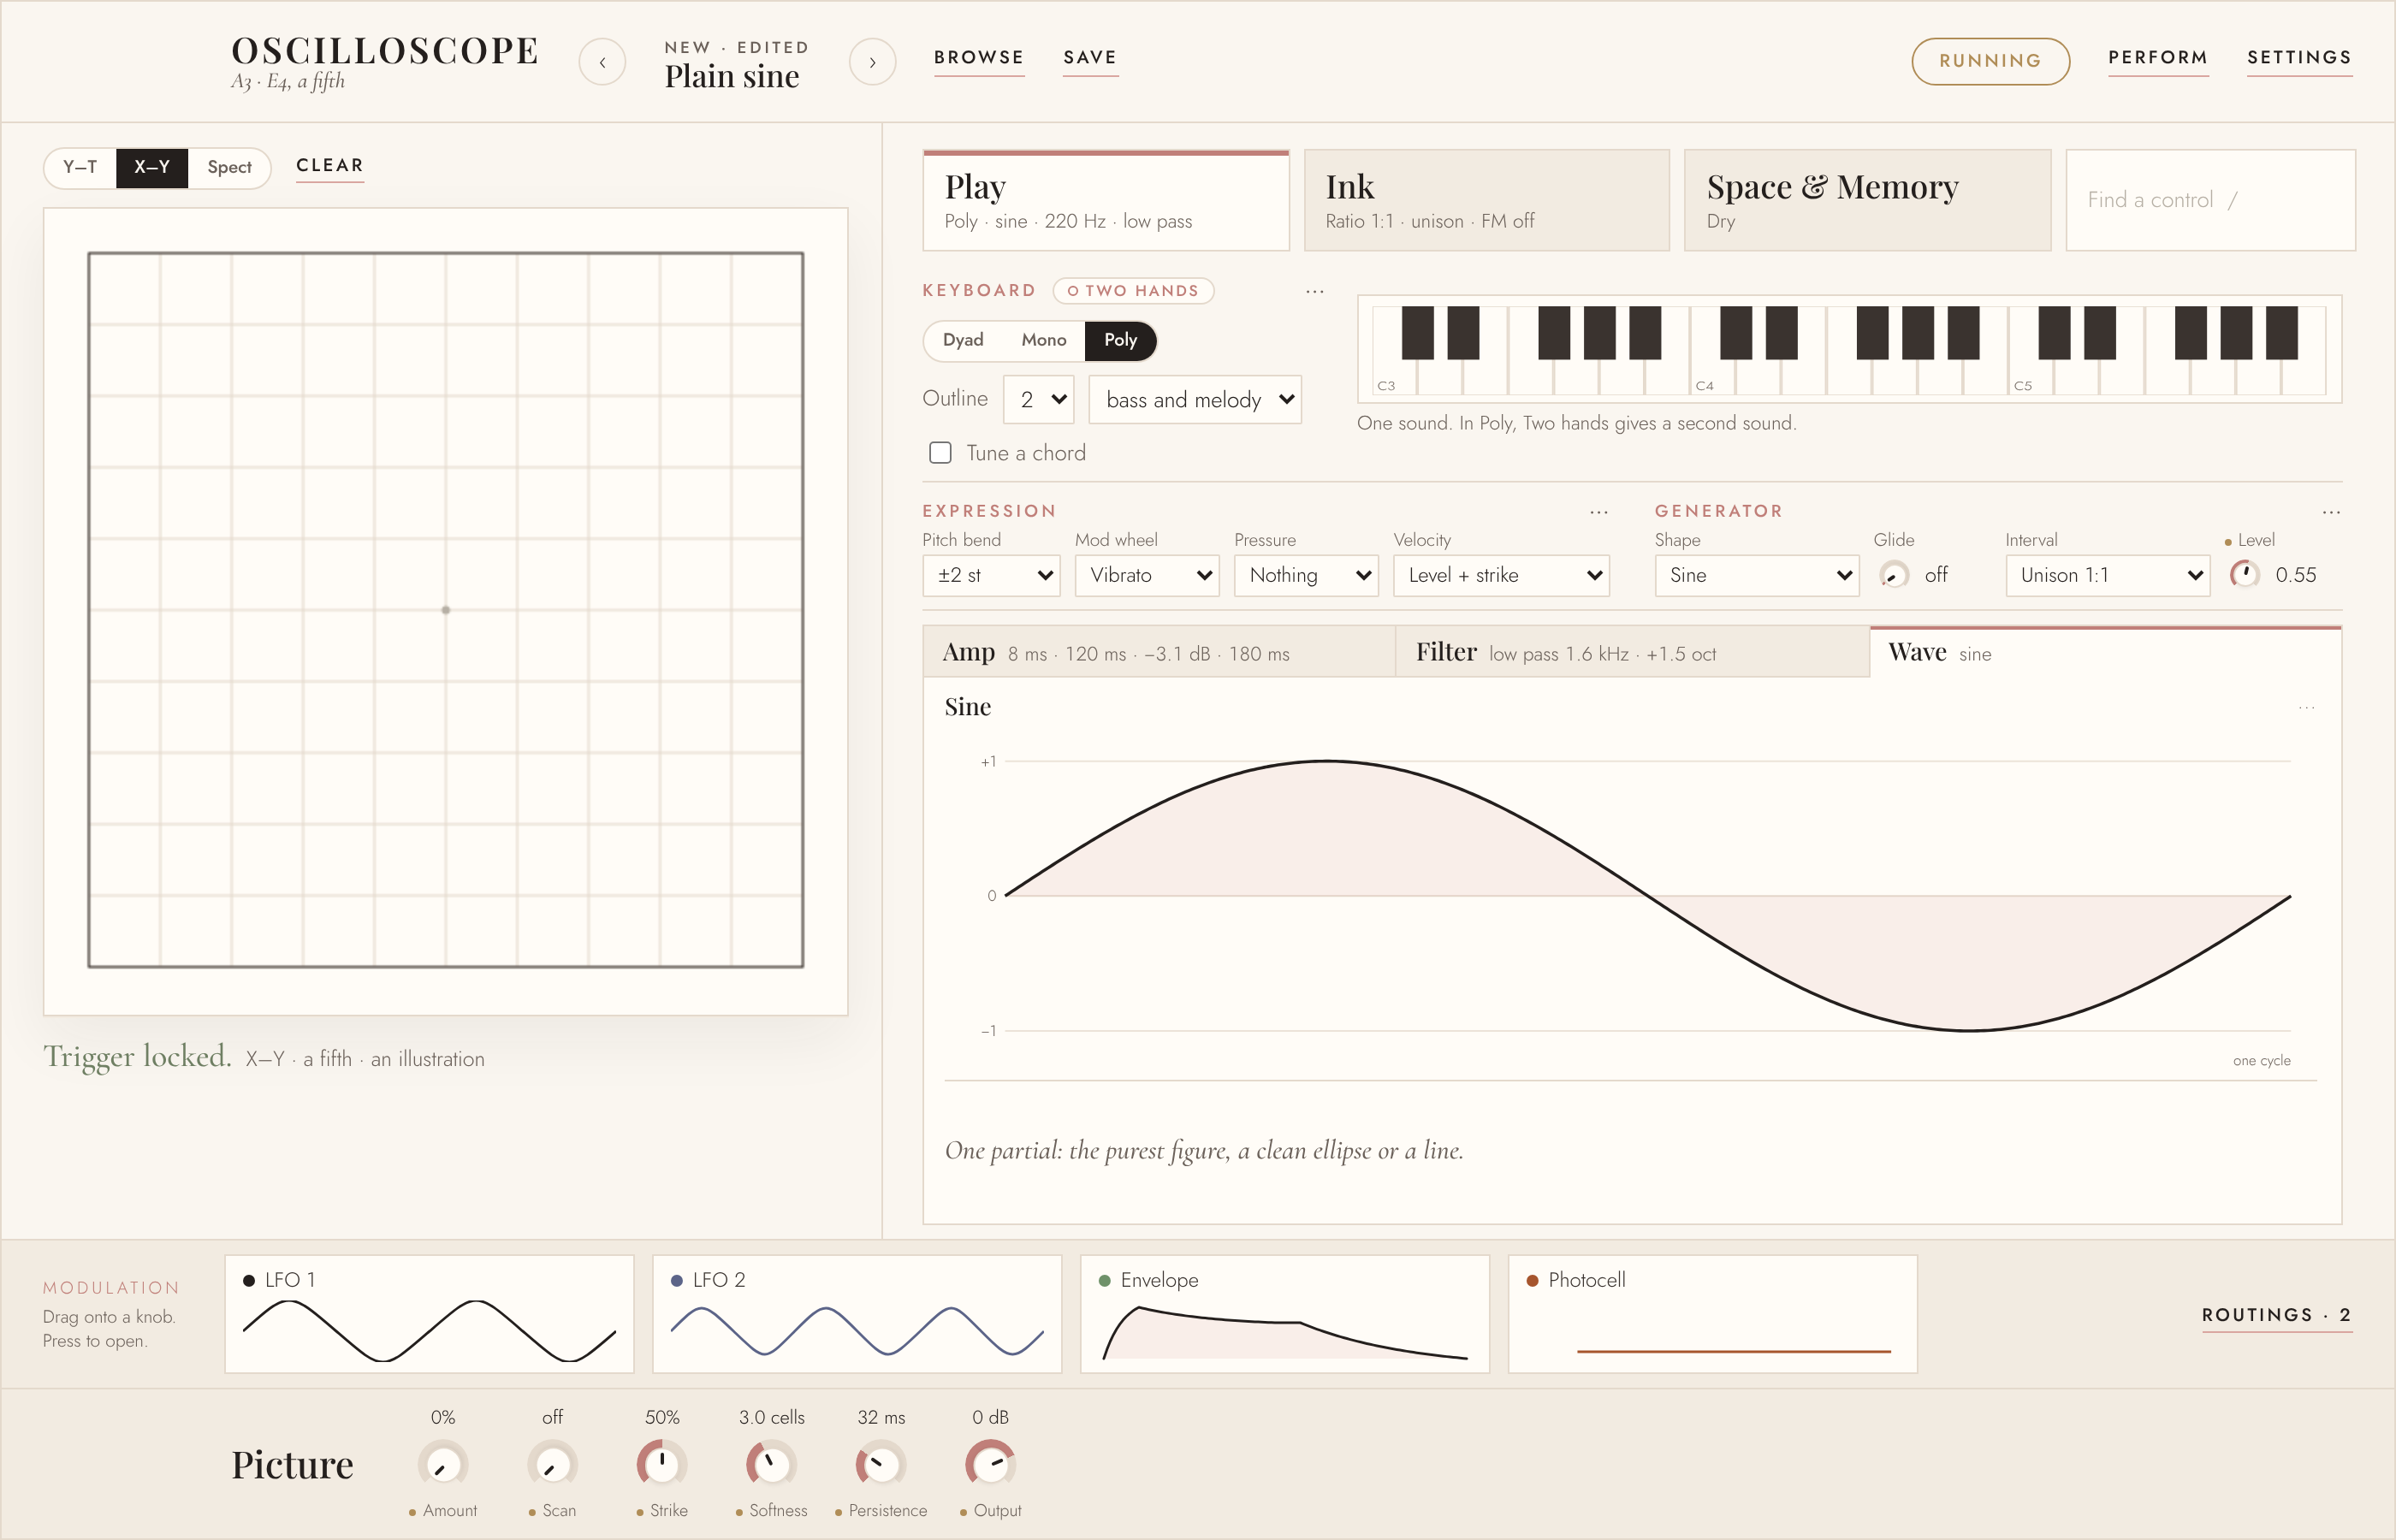 OSCILLOSCOPE
A3 · E4, a fifth
‹
NEW · EDITED
Plain sine
›
BROWSE
SAVE
RUNNING
PERFORM
SETTINGS
Y–T X–Y Spect
CLEAR
Trigger locked. X–Y · a fifth · an illustration
Play
Poly · sine · 220 Hz · low pass
Ink
Ratio 1:1 · unison · FM off
Space & Memory
Dry
Find a control /
KEYBOARD
TWO HANDS
...
Dyad Mono Poly
Outline 2 bass and melody
Tune a chord
C3 C4 C5
One sound. In Poly, Two hands gives a second sound.
EXPRESSION ...
Pitch bend Mod wheel Pressure Velocity
±2 st Vibrato Nothing Level + strike
GENERATOR ...
Shape Glide Interval Level
Sine off Unison 1:1 0.55
Amp 8 ms · 120 ms · −3.1 dB · 180 ms
Filter low pass 1.6 kHz · +1.5 oct
Wave sine
Sine ...
+1
0
−1
one cycle
One partial: the purest figure, a clean ellipse or a line.
MODULATION
Drag onto a knob.
Press to open.
LFO 1
LFO 2
Envelope
Photocell
ROUTINGS · 2
Picture
0% off 50% 3.0 cells 32 ms 0 dB
Amount Scan Strike Softness Persistence Output